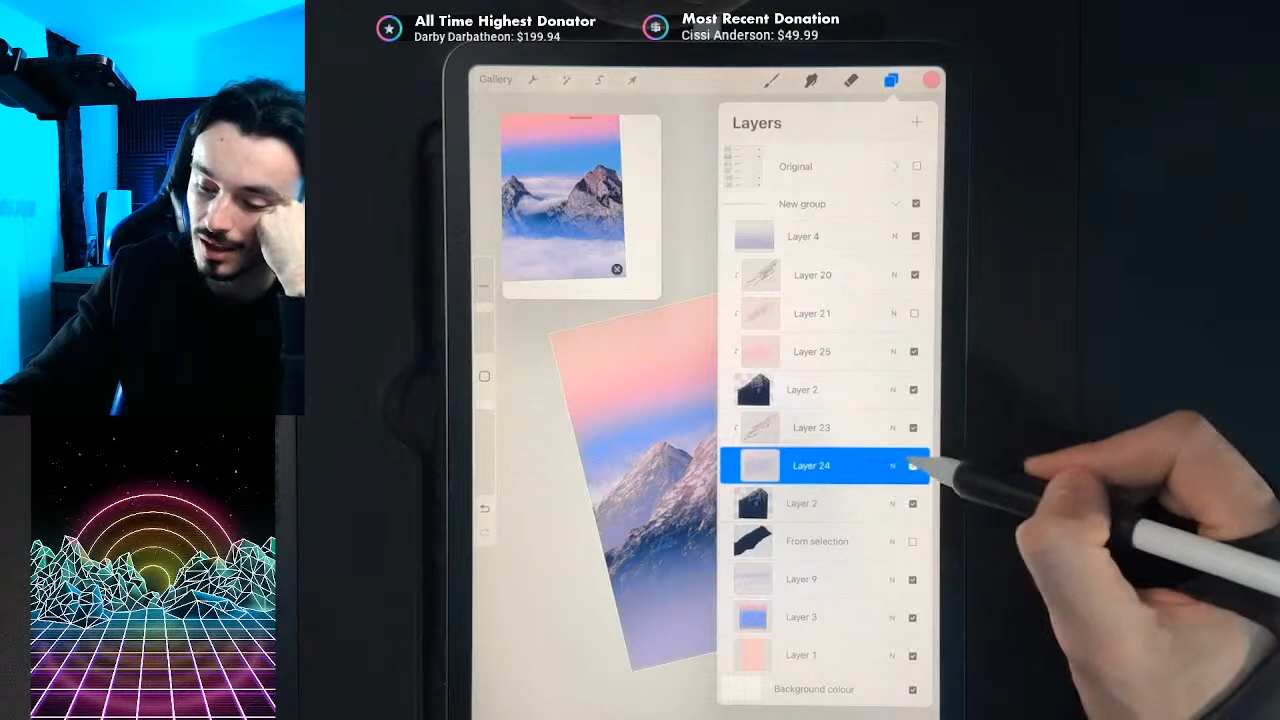 All Time Highest Donator
Darby Darbatheon: $199.94
Most Recent Donation
Cissi Anderson: $49.99
Gallery
Layers
Original
New group
Layer 4 N
Layer 20 N
Layer 21 N
Layer 25 N
Layer 2 N
Layer 23 N
Layer 24 N
Layer 2 N
From selection N
Layer 9 N
Layer 3 N
Layer 1 N
Background colour